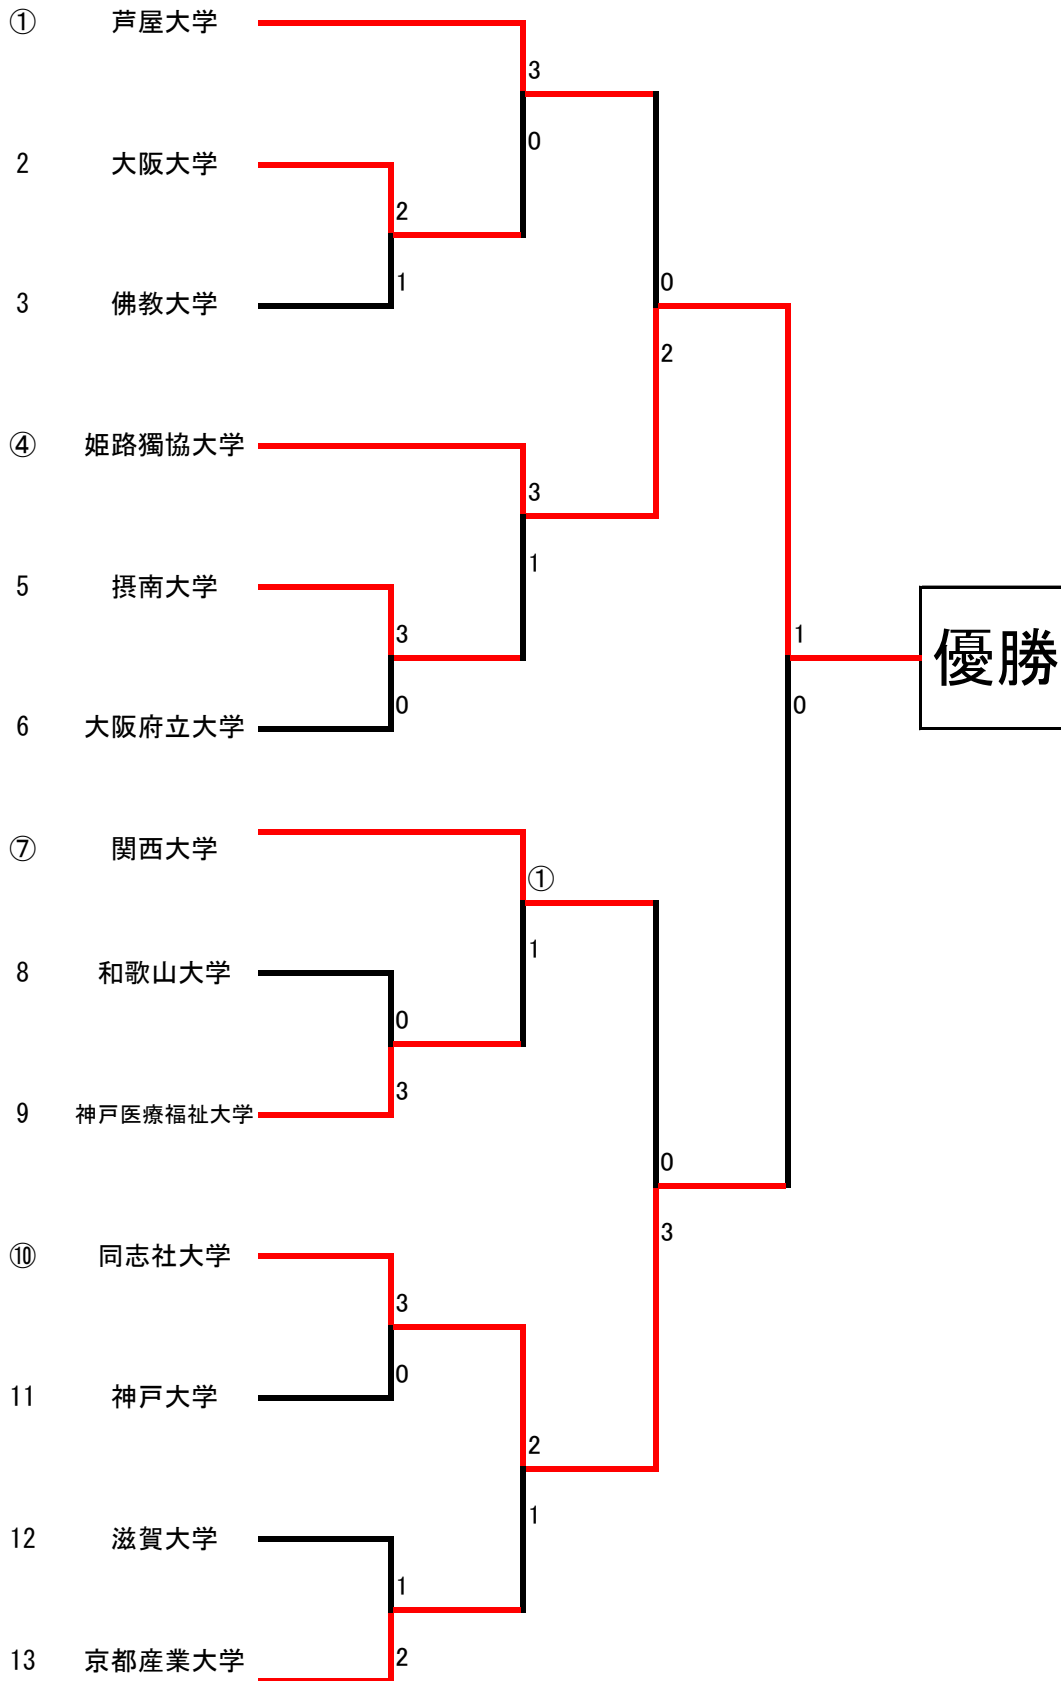 ① 芦屋大学
3
0
2 大阪大学
2
1
3 佛教大学
0
2
④ 姫路獨協大学
3
1
5 摂南大学
3
0
6 大阪府立大学
1
優勝
0
⑦ 関西大学
①
1
8 和歌山大学
0
3
9 神戸医療福祉大学
0
3
⑩ 同志社大学
3
0
11 神戸大学
2
1
12 滋賀大学
1
2
13 京都産業大学